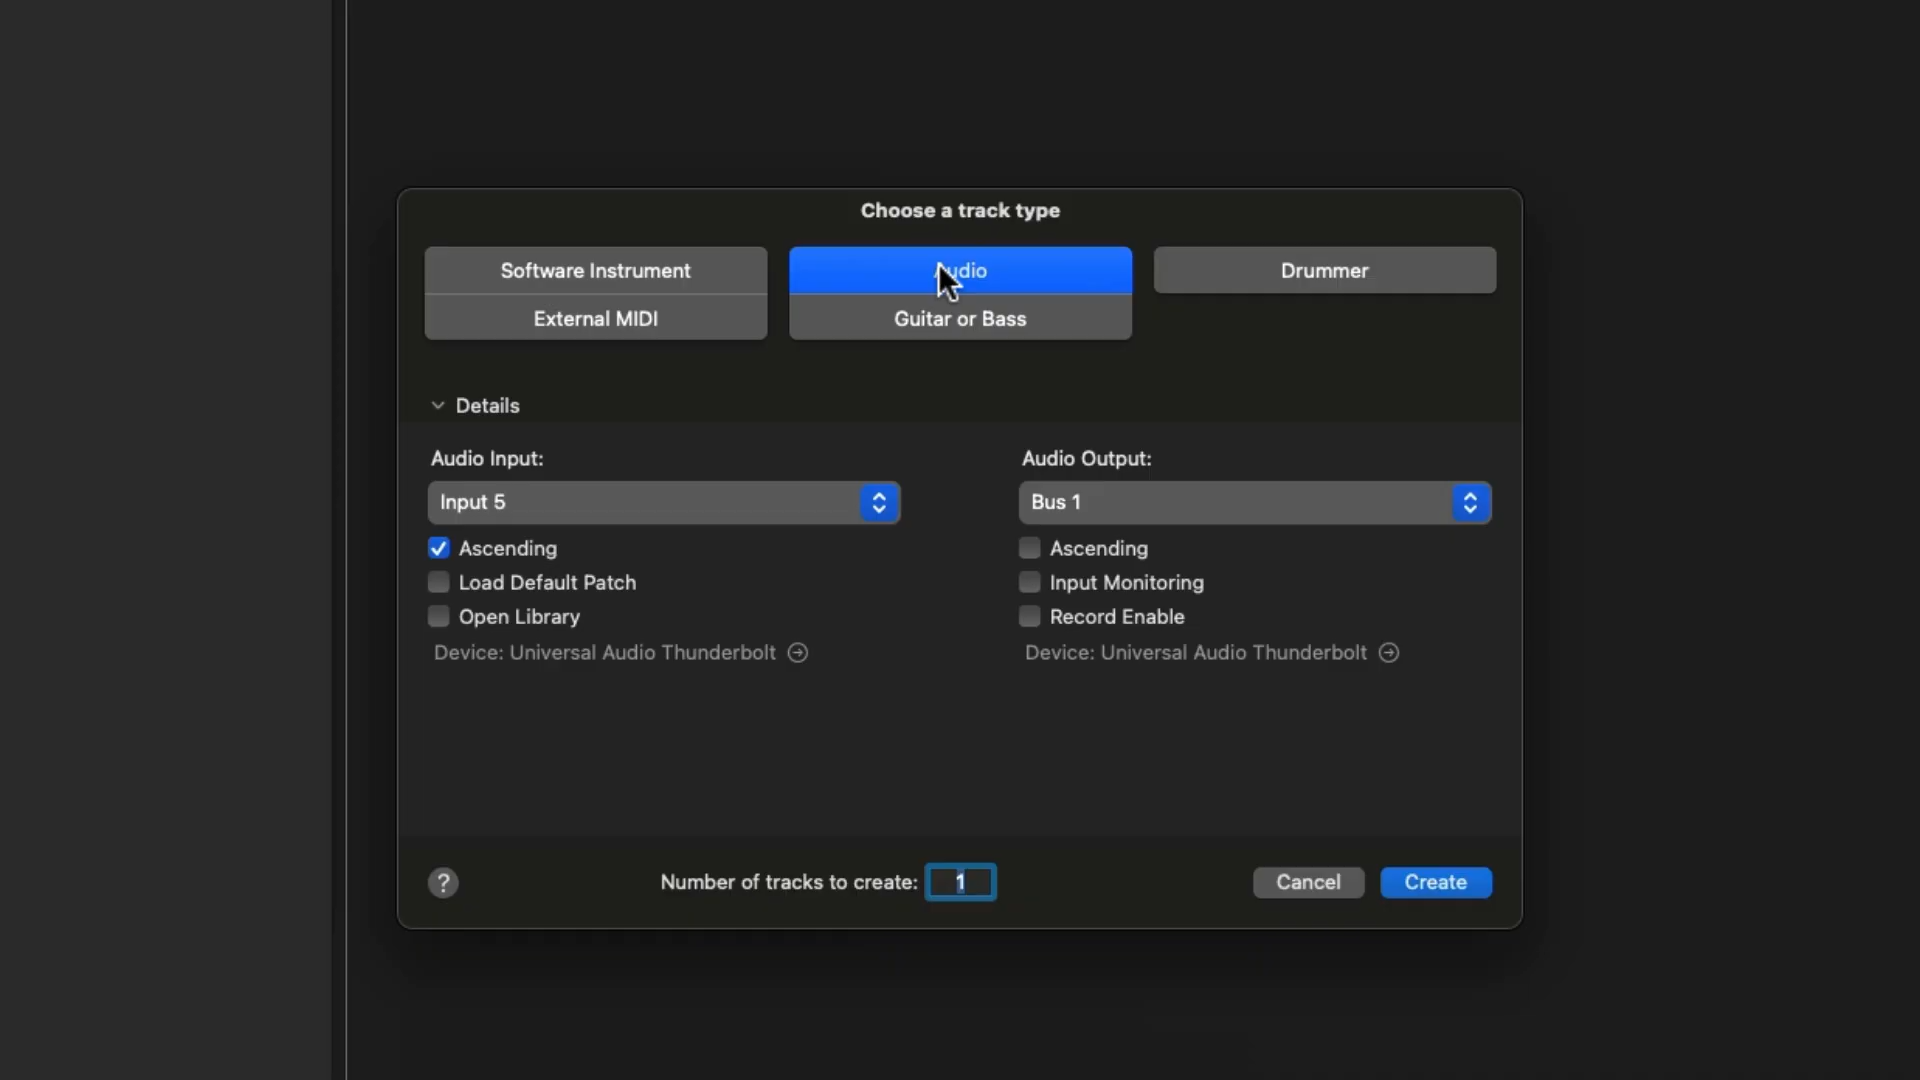 Choose a track type
Software Instrument
Audio
Drummer
External MIDI
Guitar or Bass
Details
Audio Input:
Audio Output:
Input 5
Bus 1
Ascending
Ascending
Load Default Patch
Input Monitoring
Open Library
Record Enable
Device: Universal Audio Thunderbolt
Device: Universal Audio Thunderbolt
?
Number of tracks to create: 1
Cancel
Create